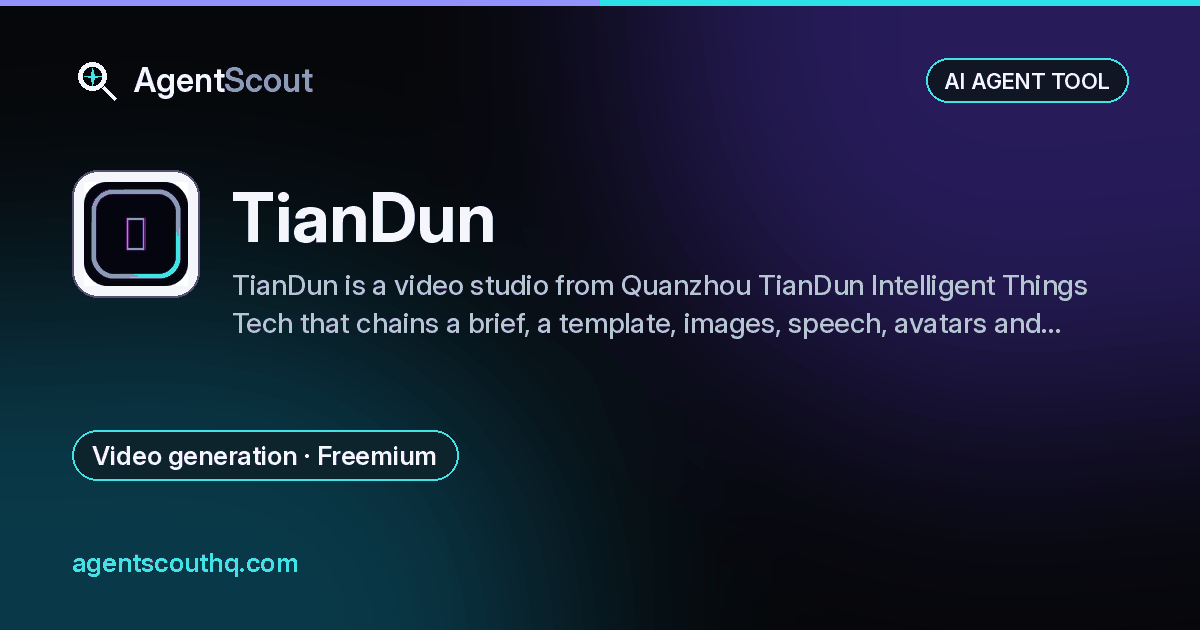 AgentScout
AI AGENT TOOL
TianDun
TianDun is a video studio from Quanzhou TianDun Intelligent Things
Tech that chains a brief, a template, images, speech, avatars and...
Video generation · Freemium
agentscouthq.com